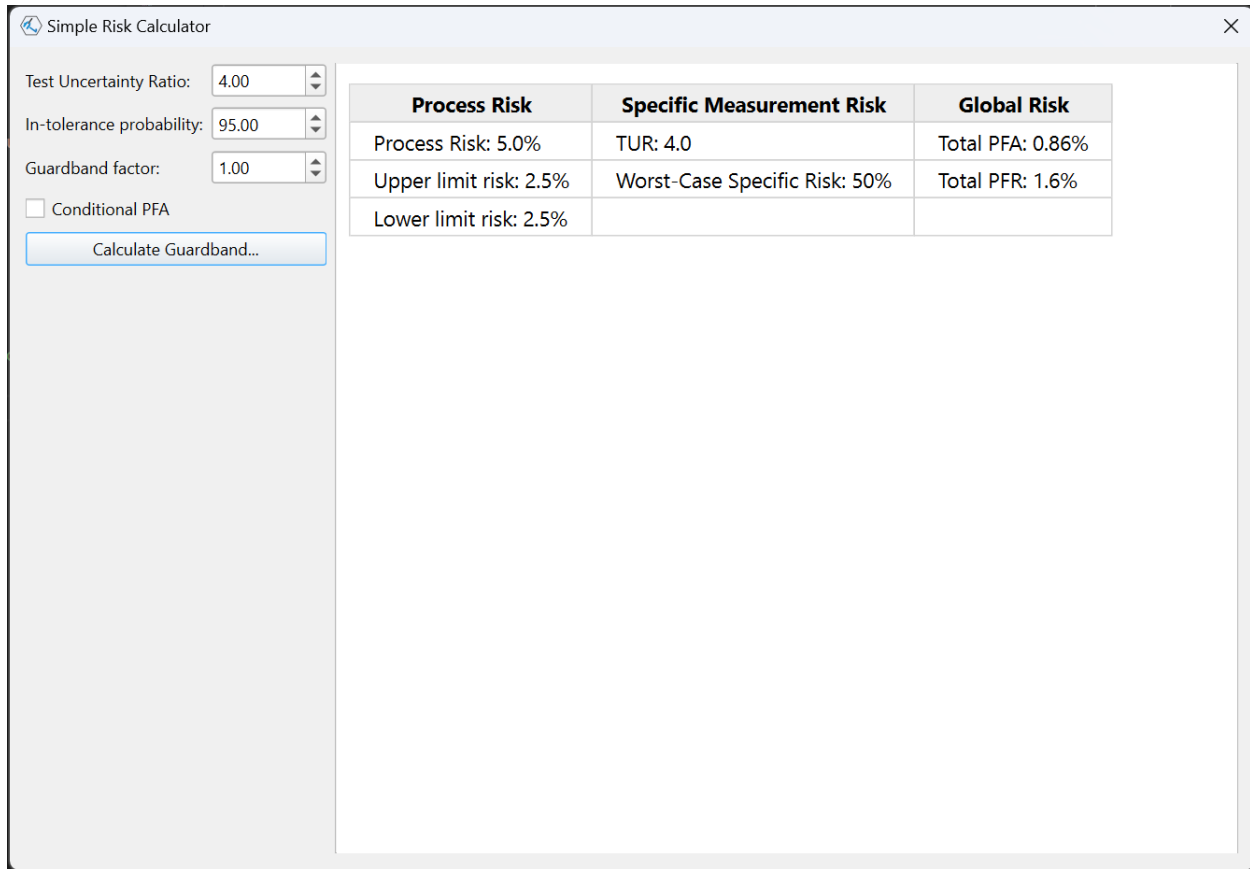 Simple Risk Calculator
Test Uncertainty Ratio: 4.00
In-tolerance probability: 95.00
Guardband factor: 1.00
Conditional PFA
Calculate Guardband...
Process Risk Specific Measurement Risk Global Risk
Process Risk: 5.0% TUR: 4.0 Total PFA: 0.86%
Upper limit risk: 2.5% Worst-Case Specific Risk: 50% Total PFR: 1.6%
Lower limit risk: 2.5%